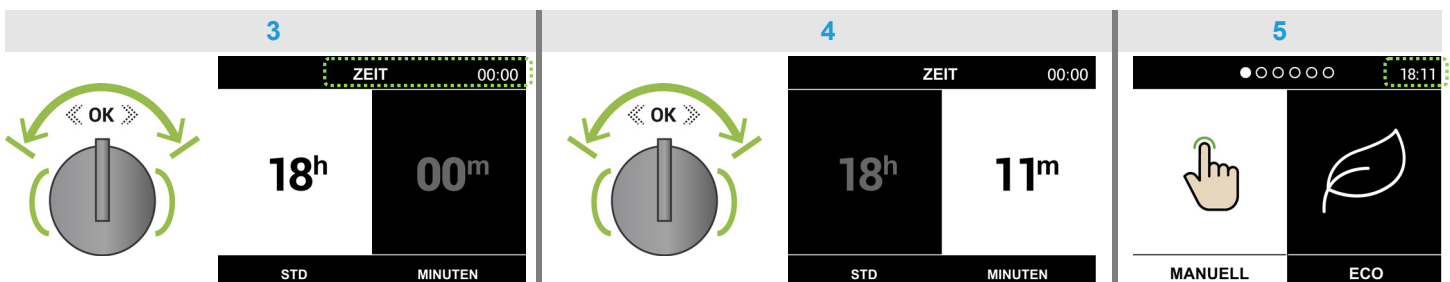 3
ZEIT 00:00
OK
18h 00m
STD MINUTEN
4
ZEIT 00:00
OK
18h 11m
STD MINUTEN
5
18:11
MANUELL ECO